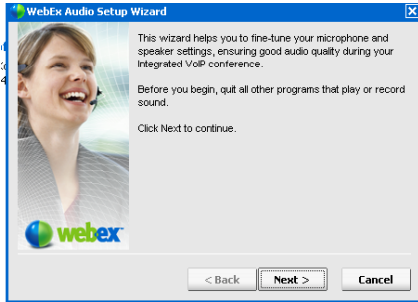 WebEx Audio Setup Wizard
This wizard helps you to fine-tune your microphone and
speaker settings, ensuring good audio quality during your
Integrated VoIP conference.
Before you begin, quit all other programs that play or record
sound.
Click Next to continue.
webex
< Back Next > Cancel